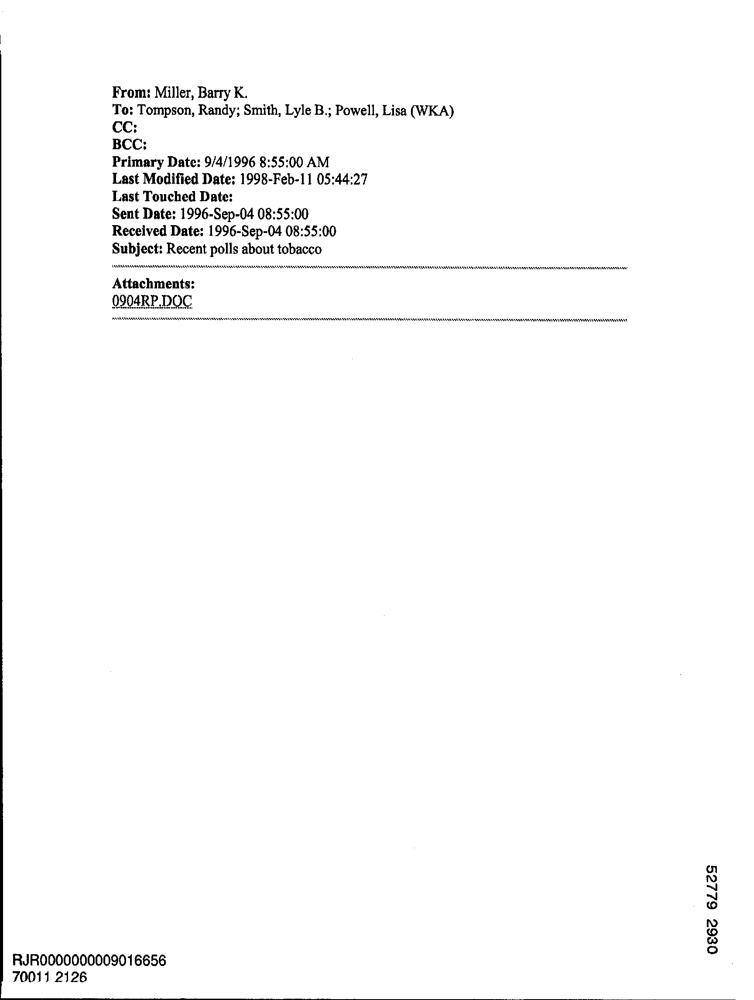 From: Miller, Barry K.
To: Tompson, Randy; Smith, Lyle B.; Powell, Lisa (WKA)
CC:
BCC:
Primary Date: 9/4/1996 8:55:00 AM
Last Modified Date: 1998-Feb-11 05:44:27
Last Touched Date:
Sent Date: 1996-Sep-04 08:55:00
Received Date: 1996-Sep-04 08:55:00
Subject: Recent polls about tobacco
Attachments:
0904RP.DOC
52779 2930
RJR0000000009016656
70011 2126